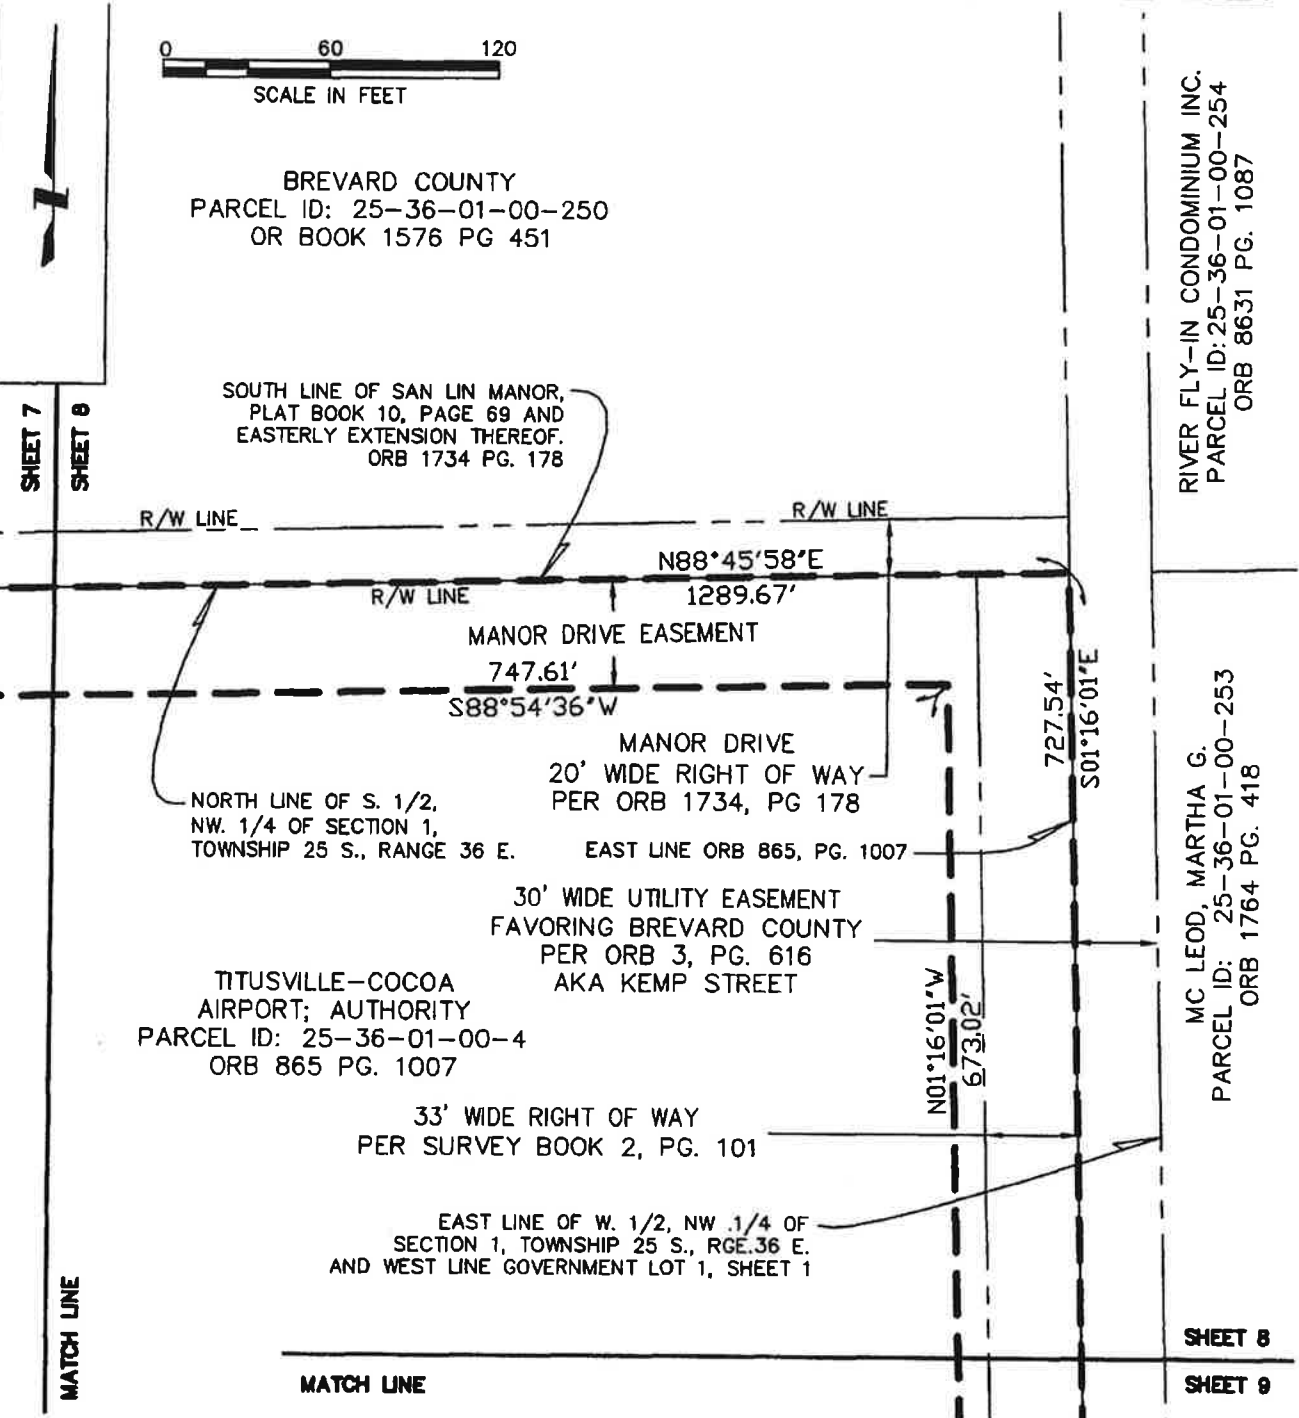 0 60 120
SCALE IN FEET
BREVARD COUNTY
PARCEL ID: 25-36-01-00-250
OR BOOK 1576 PG 451
RIVER FLY-IN CONDOMINIUM INC.
PARCEL ID: 25-36-01-00-254
ORB 8631 PG. 1087
SHEET 7
SHEET 8
SOUTH LINE OF SAN LIN MANOR,
PLAT BOOK 10, PAGE 69 AND
EASTERLY EXTENSION THEREOF.
ORB 1734 PG. 178
R/W LINE
R/W LINE
N88°45'58"E
1289.67'
R/W LINE
MANOR DRIVE EASEMENT
747.61'
S88°54'36"W
727.54'
S01°16'01"E
MANOR DRIVE
20' WIDE RIGHT OF WAY
PER ORB 1734, PG 178
NORTH LINE OF S. 1/2,
NW. 1/4 OF SECTION 1,
TOWNSHIP 25 S., RANGE 36 E.
EAST LINE ORB 865, PG. 1007
MC LEOD, MARTHA G.
PARCEL ID: 25-36-01-00-253
ORB 1764 PG. 418
30' WIDE UTILITY EASEMENT
FAVORING BREVARD COUNTY
PER ORB 3, PG. 616
AKA KEMP STREET
TITUSVILLE-COCOA
AIRPORT; AUTHORITY
PARCEL ID: 25-36-01-00-4
ORB 865 PG. 1007
N01°16'01"W
673.02'
33' WIDE RIGHT OF WAY
PER SURVEY BOOK 2, PG. 101
EAST LINE OF W. 1/2, NW .1/4 OF
SECTION 1, TOWNSHIP 25 S., RGE.36 E.
AND WEST LINE GOVERNMENT LOT 1, SHEET 1
MATCH LINE
MATCH LINE
SHEET 8
SHEET 9